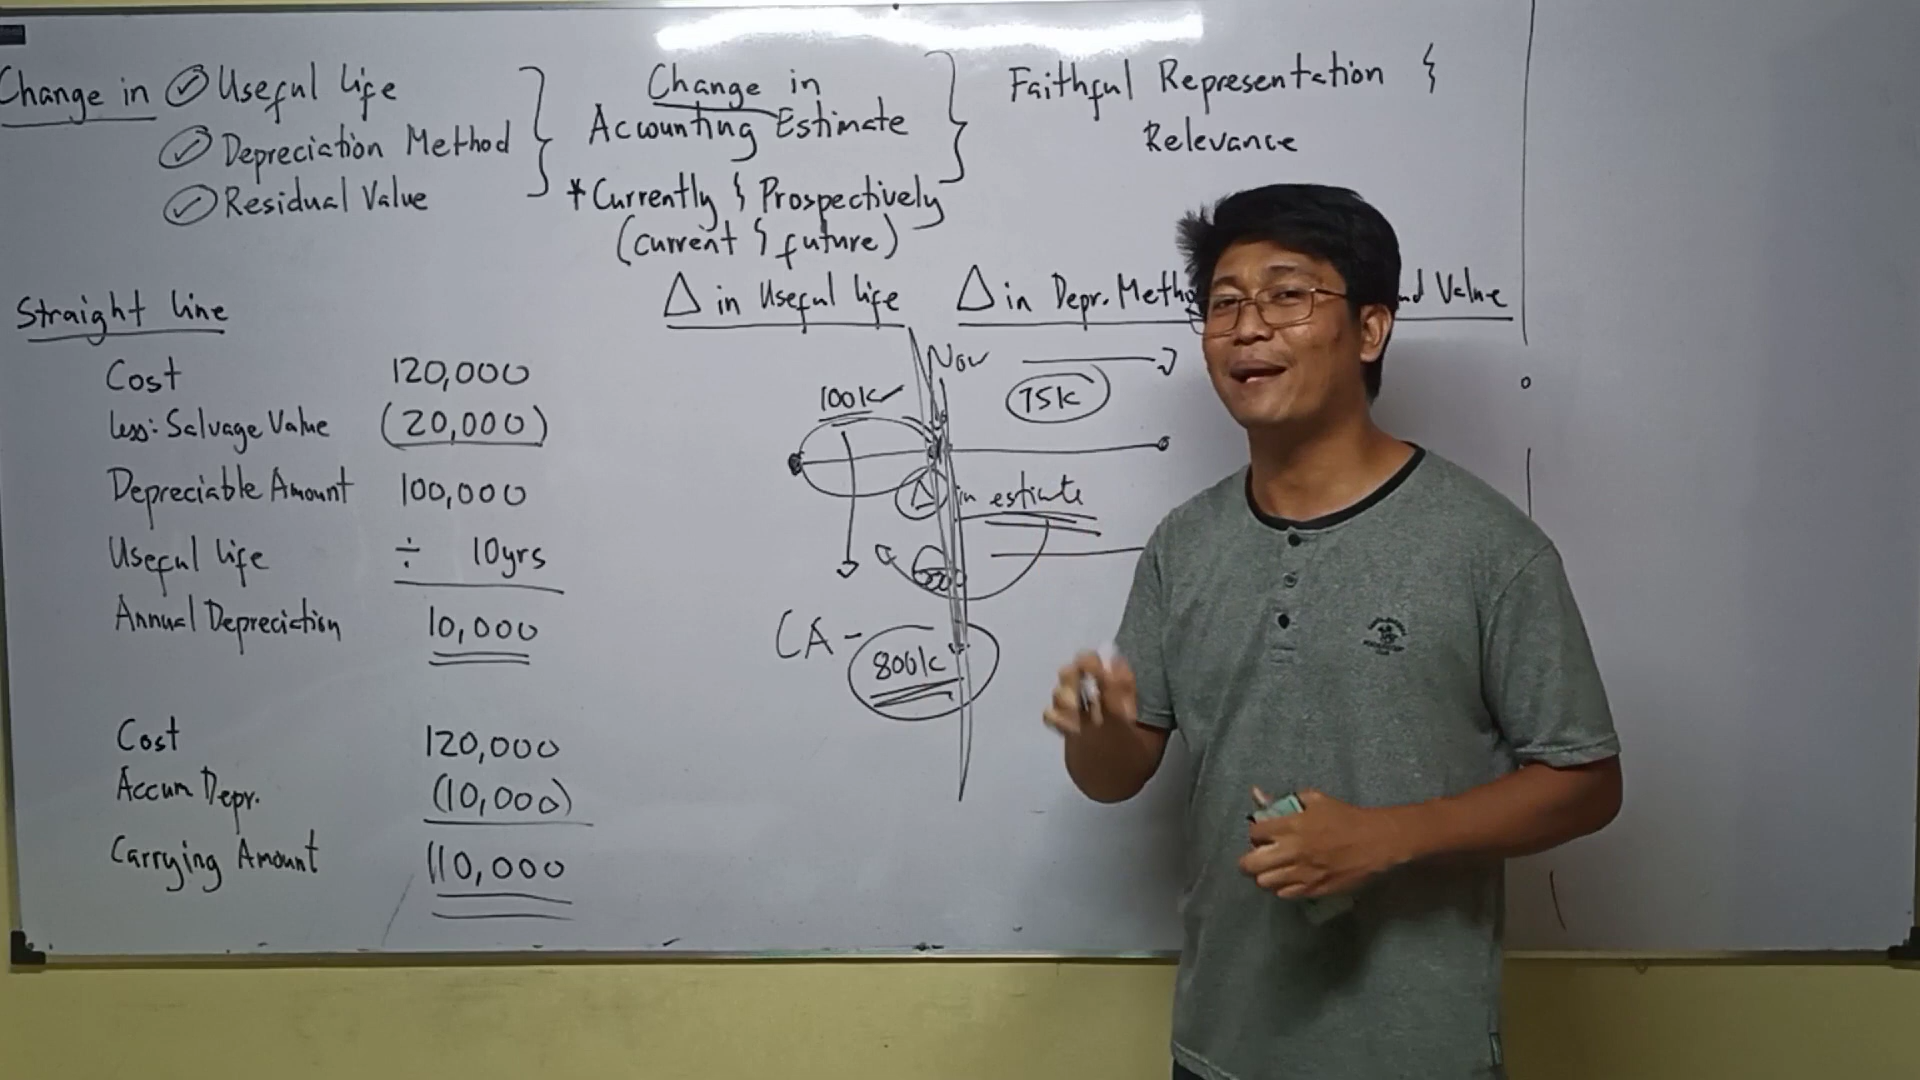 Change in ✓ Useful life
✓ Depreciation Method
✓ Residual Value
Change in
Accounting Estimate
* Currently & Prospectively
(current & future)
Faithful Representation &
Relevance
Straight line
Cost 120,000
less: Salvage Value (20,000)
Depreciable Amount 100,000
Useful life ÷ 10yrs
Annual Depreciation 10,000
Cost 120,000
Accum Depr. (10,000)
Carrying Amount 110,000
Δ in Useful life
Now
100k
75k
Δ in estimate
CA - 800k
Δ in Depr. Metho Value